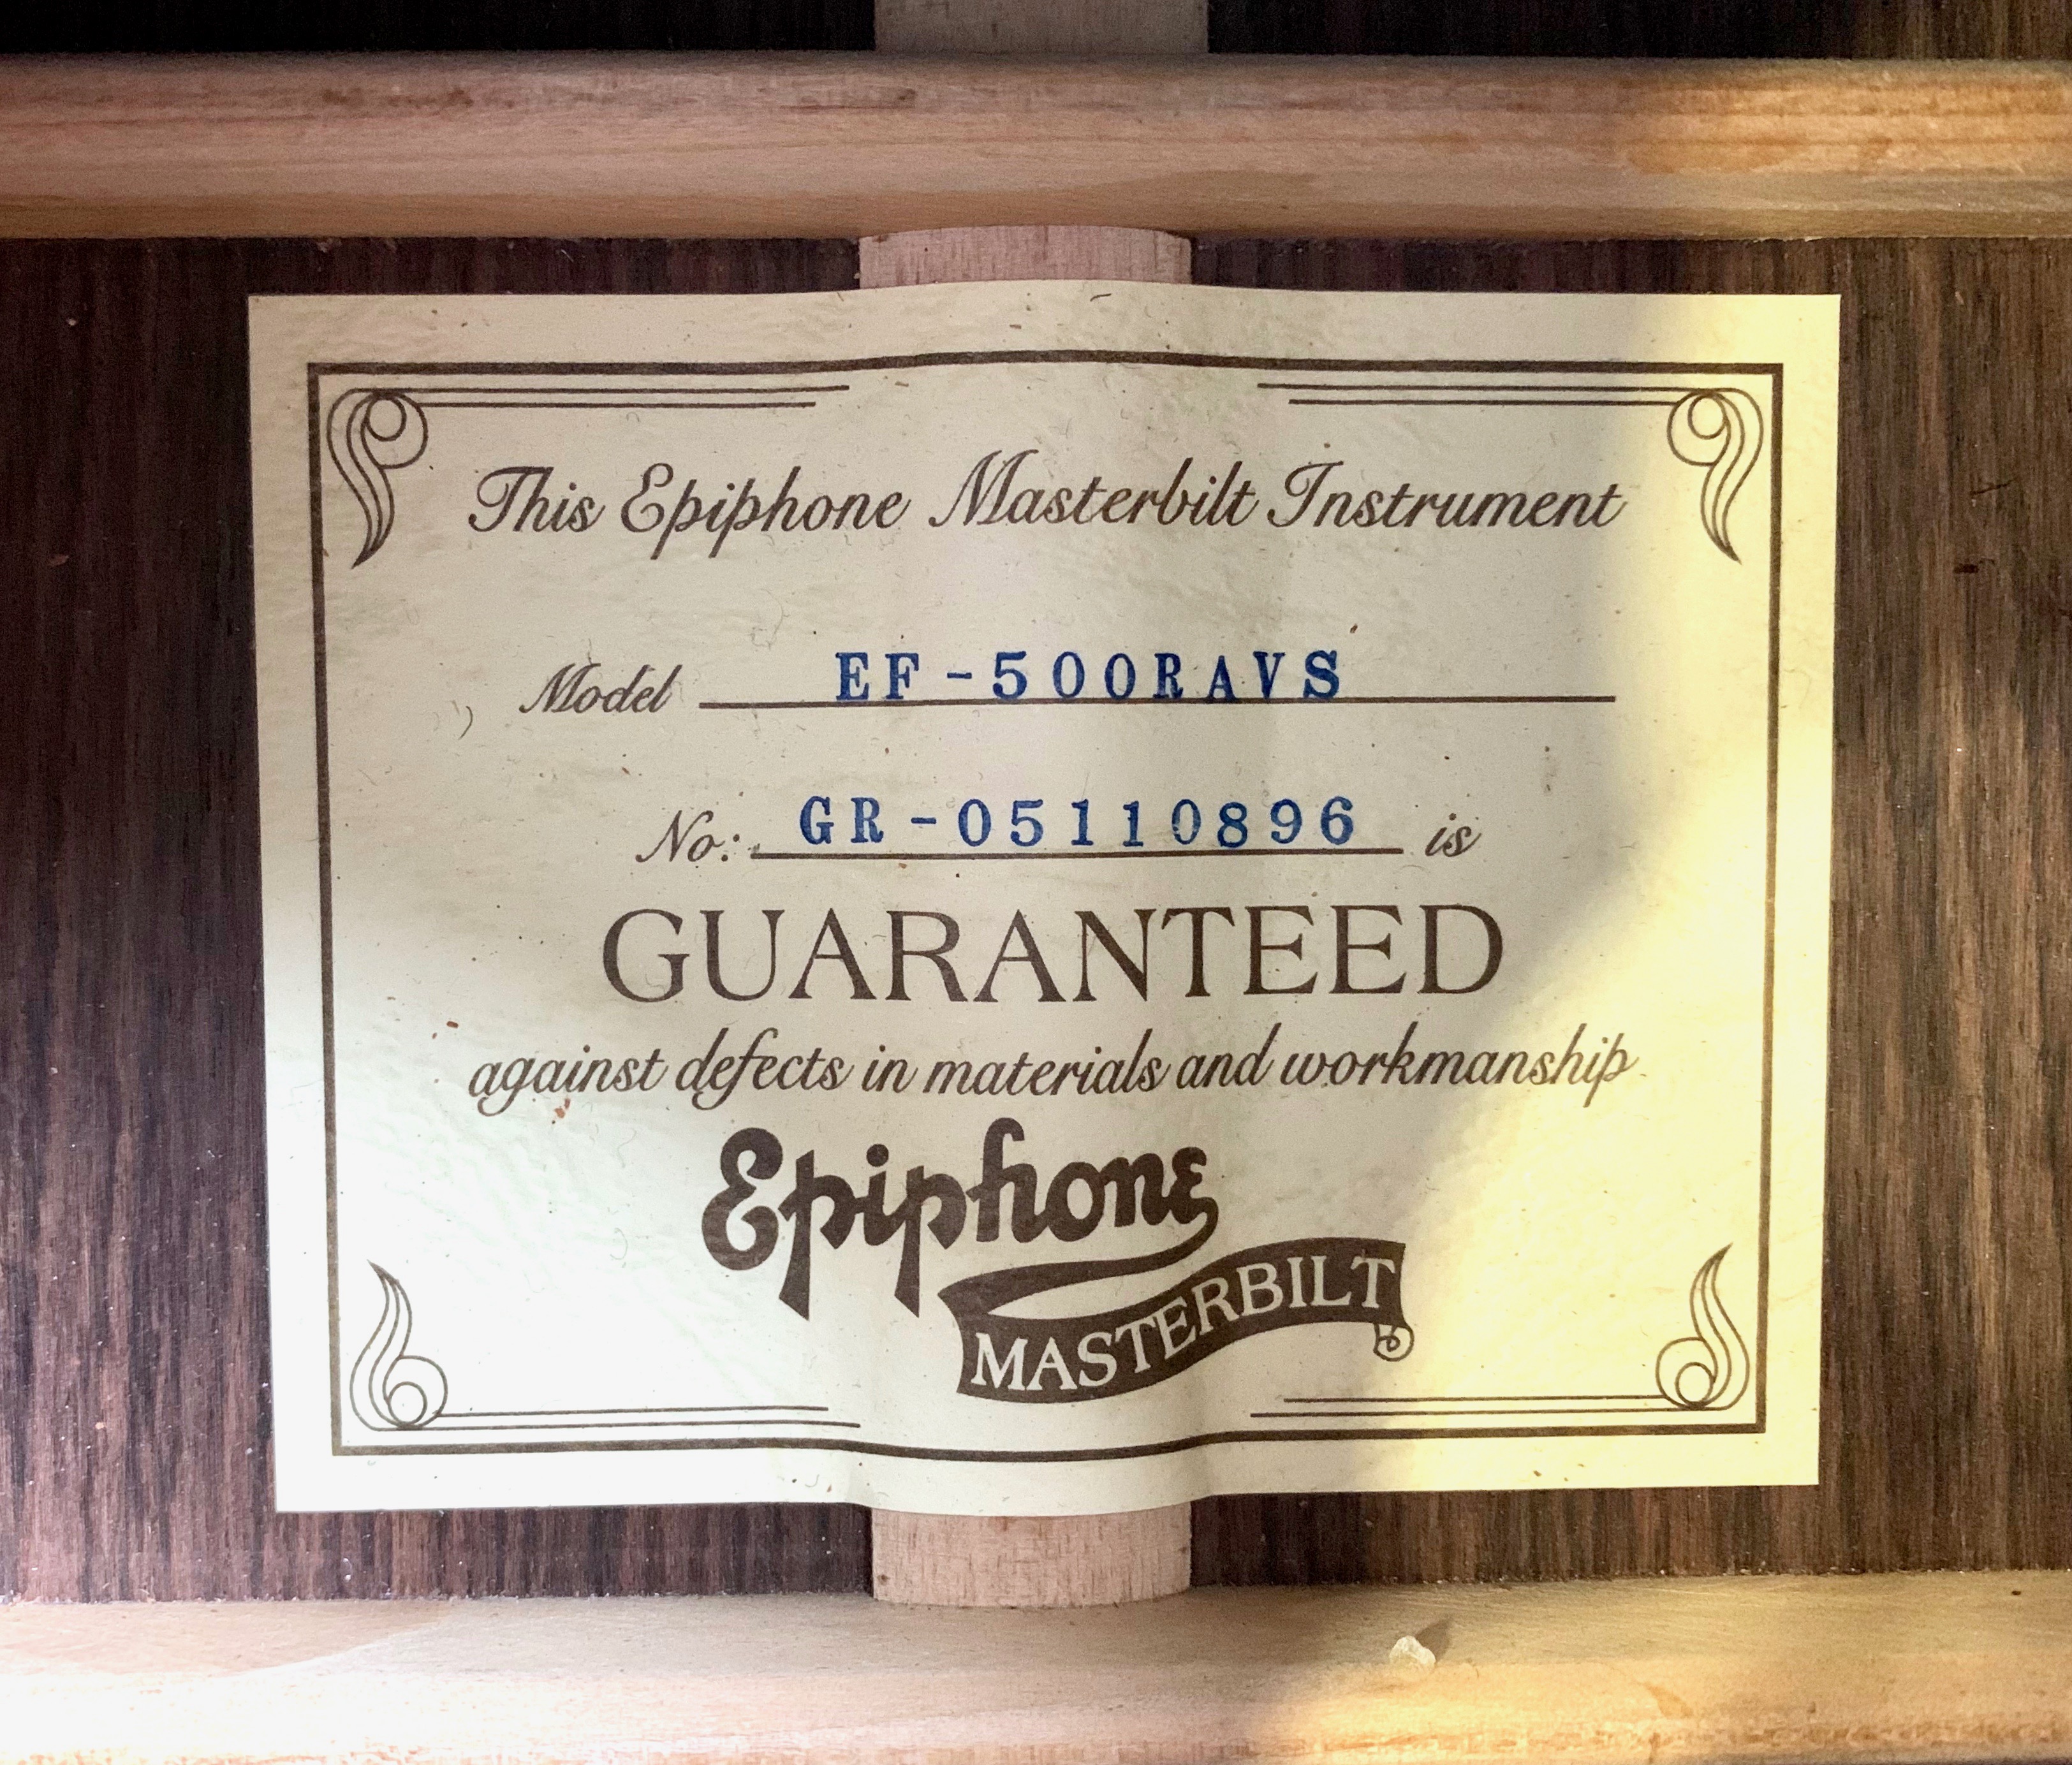 This Epiphone Masterbilt Instrument
Model EF-500RAVS
No: GR-05110896 is
GUARANTEED
against defects in materials and workmanship
Epiphone
MASTERBILT